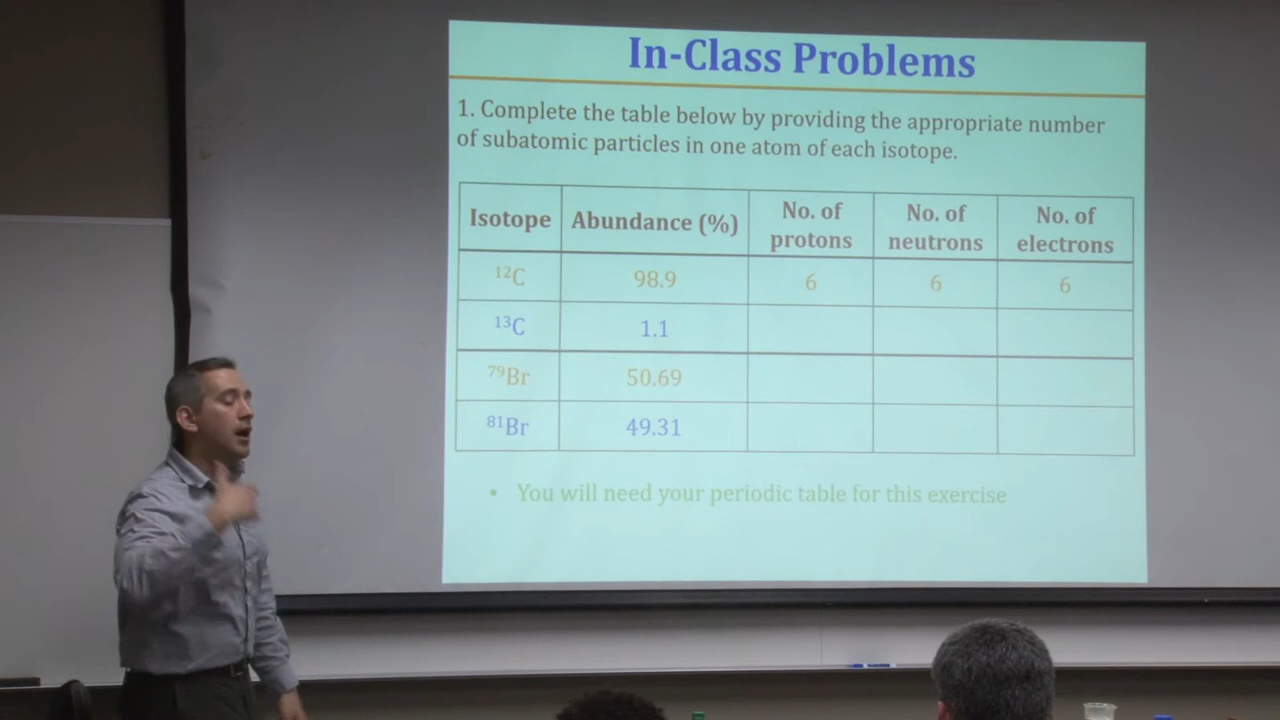 In-Class Problems
1. Complete the table below by providing the appropriate number
of subatomic particles in one atom of each isotope.
Isotope Abundance (%) No. of protons No. of neutrons No. of electrons
¹²C 98.9 6 6 6
¹³C 1.1
⁷⁹Br 50.69
⁸¹Br 49.31
• You will need your periodic table for this exercise